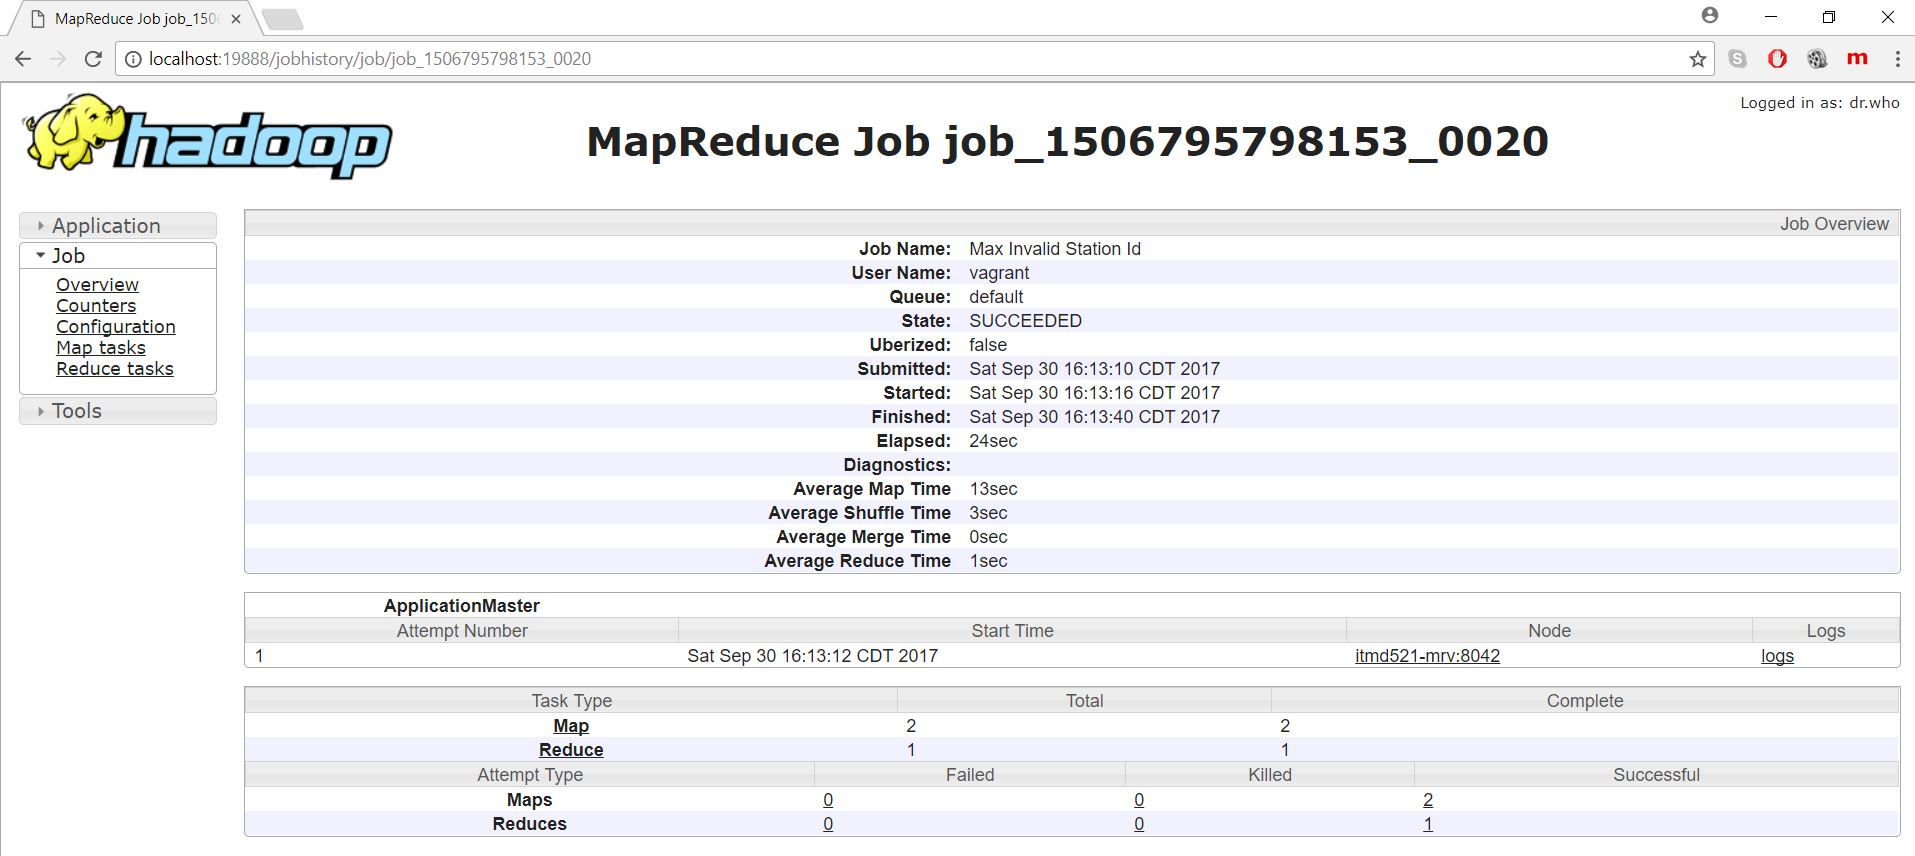 MapReduce Job job_150
localhost:19888/jobhistory/job/job_1506795798153_0020
Logged in as: dr.who
hadoop
MapReduce Job job_1506795798153_0020
Application
Job
Overview
Counters
Configuration
Map tasks
Reduce tasks
Tools
Job Overview
Job Name: Max Invalid Station Id
User Name: vagrant
Queue: default
State: SUCCEEDED
Uberized: false
Submitted: Sat Sep 30 16:13:10 CDT 2017
Started: Sat Sep 30 16:13:16 CDT 2017
Finished: Sat Sep 30 16:13:40 CDT 2017
Elapsed: 24sec
Diagnostics:
Average Map Time 13sec
Average Shuffle Time 3sec
Average Merge Time 0sec
Average Reduce Time 1sec
ApplicationMaster
Attempt Number Start Time Node Logs
1 Sat Sep 30 16:13:12 CDT 2017 itmd521-mrv:8042 logs
Task Type Total Complete
Map 2 2
Reduce 1 1
Attempt Type Failed Killed Successful
Maps 0 0 2
Reduces 0 0 1